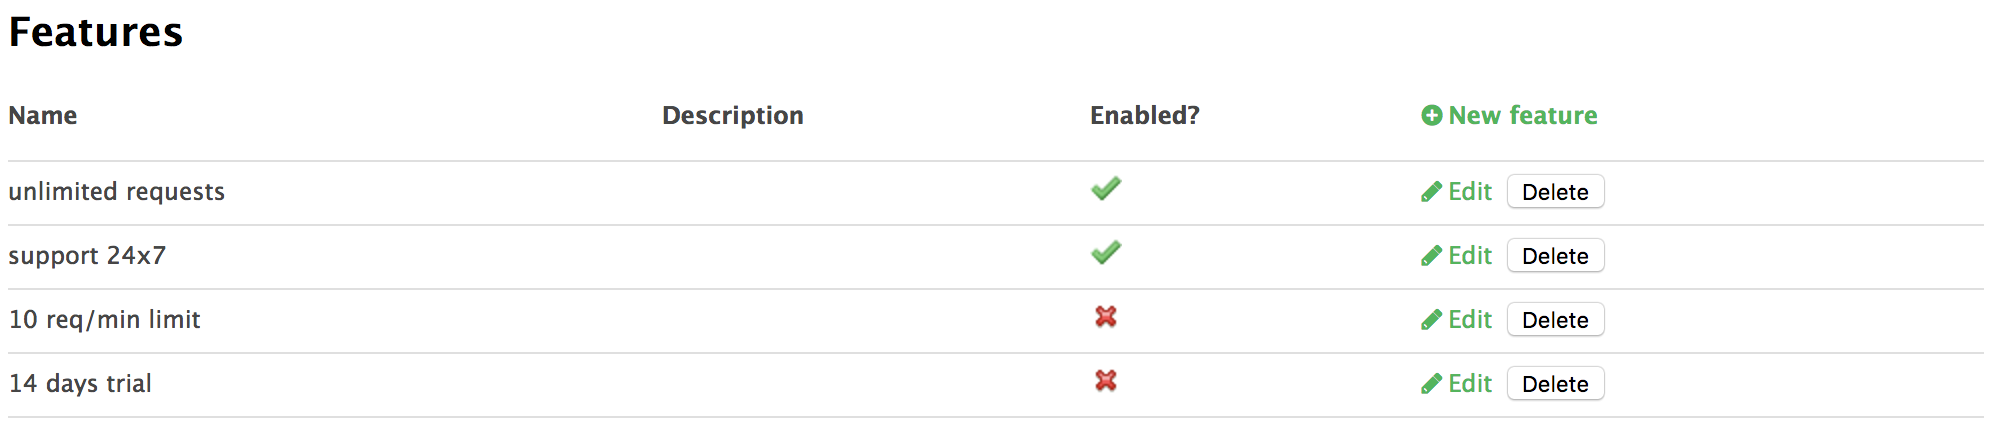 Features
Name Description Enabled? New feature
unlimited requests Edit Delete
support 24x7 Edit Delete
10 req/min limit Edit Delete
14 days trial Edit Delete